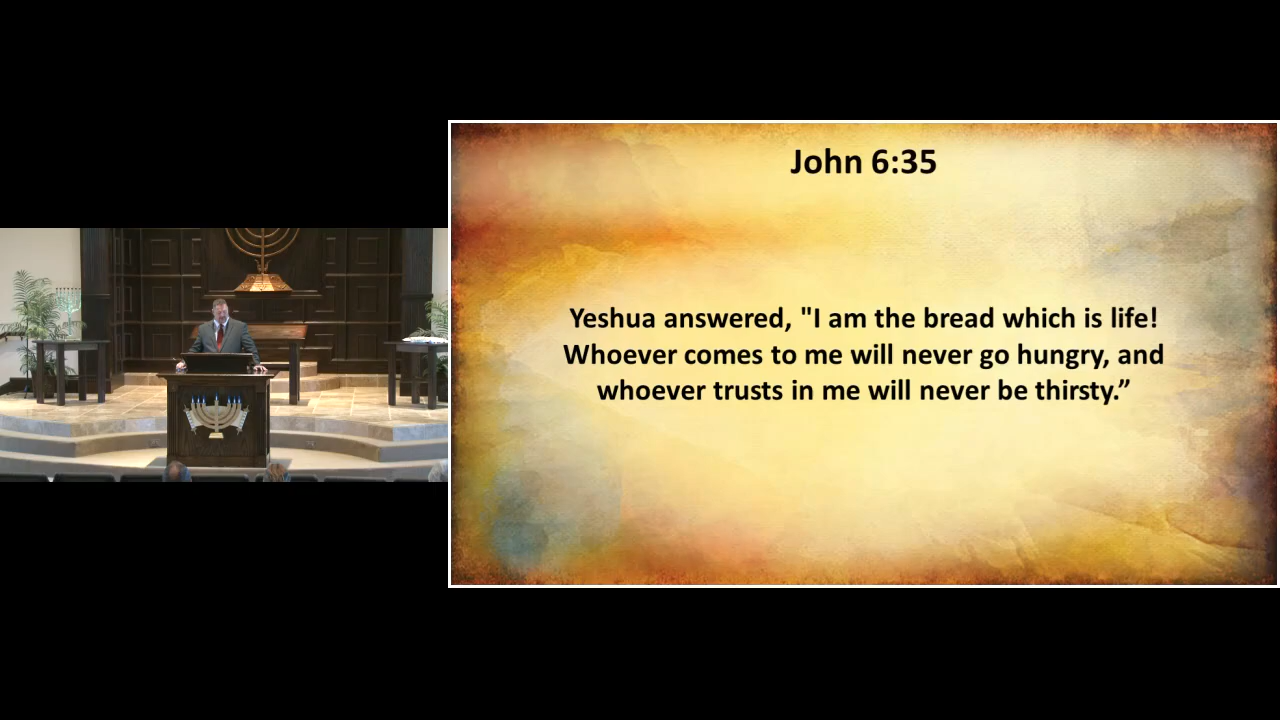 John 6:35
Yeshua answered, "I am the bread which is life!
Whoever comes to me will never go hungry, and
whoever trusts in me will never be thirsty.”